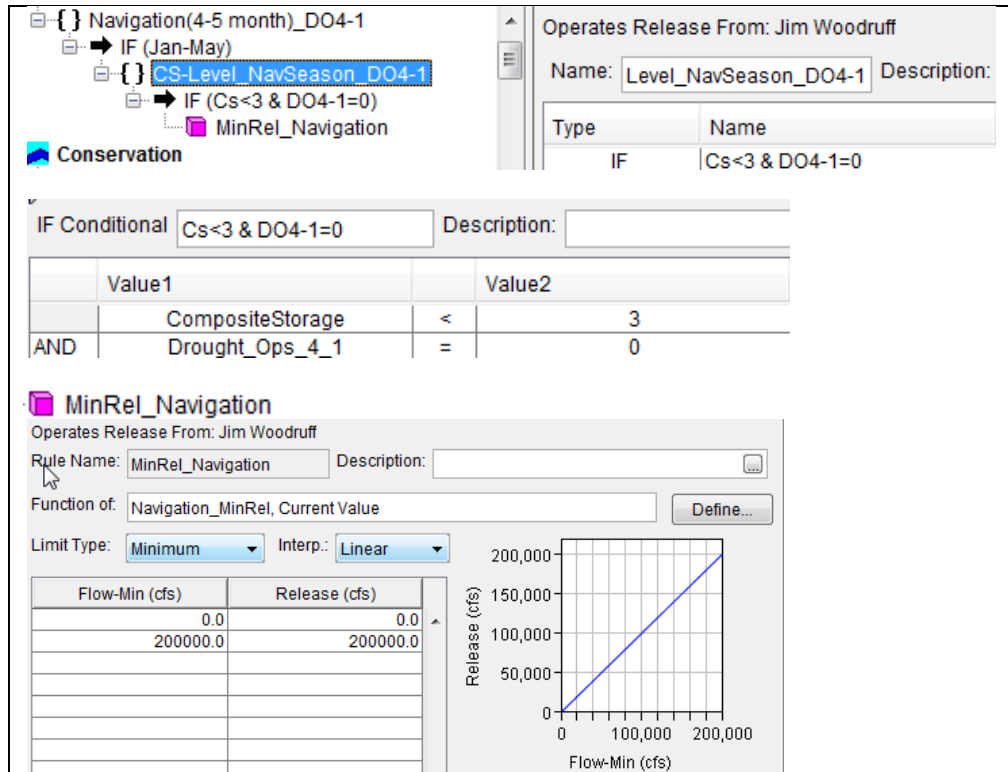 { } Navigation(4-5 month)_DO4-1
IF (Jan-May)
{ } CS-Level_NavSeason_DO4-1
IF (Cs<3 & DO4-1=0)
MinRel_Navigation
Conservation
Operates Release From: Jim Woodruff
Name: Level_NavSeason_DO4-1 Description:
Type Name
IF Cs<3 & DO4-1=0
IF Conditional Cs<3 & DO4-1=0 Description:
Value1 Value2
CompositeStorage < 3
AND Drought_Ops_4_1 = 0
MinRel_Navigation
Operates Release From: Jim Woodruff
Rule Name: MinRel_Navigation Description: ...
Function of: Navigation_MinRel, Current Value Define...
Limit Type: Minimum Interp.: Linear
Flow-Min (cfs) Release (cfs)
0.0 0.0
200000.0 200000.0
Release (cfs)
200,000
150,000
100,000
50,000
0
0 100,000 200,000
Flow-Min (cfs)